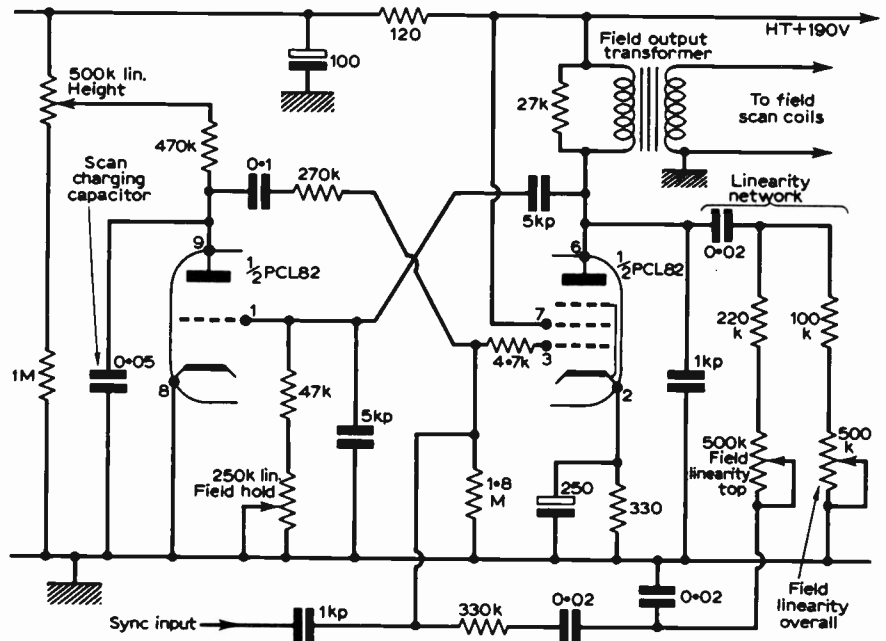 120
HT+190V
100
500k lin.
Height
Field output
transformer
27k
To field
scan coils
470k
0·1
270k
Scan
charging
capacitor
5kp
Linearity
network
0·02
9
½PCL82
6
½PCL82
1
7
3
4·7k
220
k
100k
1M
0·05
8
47k
5kp
2
1kp
250k lin.
Field hold
1·8
M
250
330
500k
Field
linearity
top
500
k
0·02
Field
linearity
overall
Sync input
1kp
330k
0·02